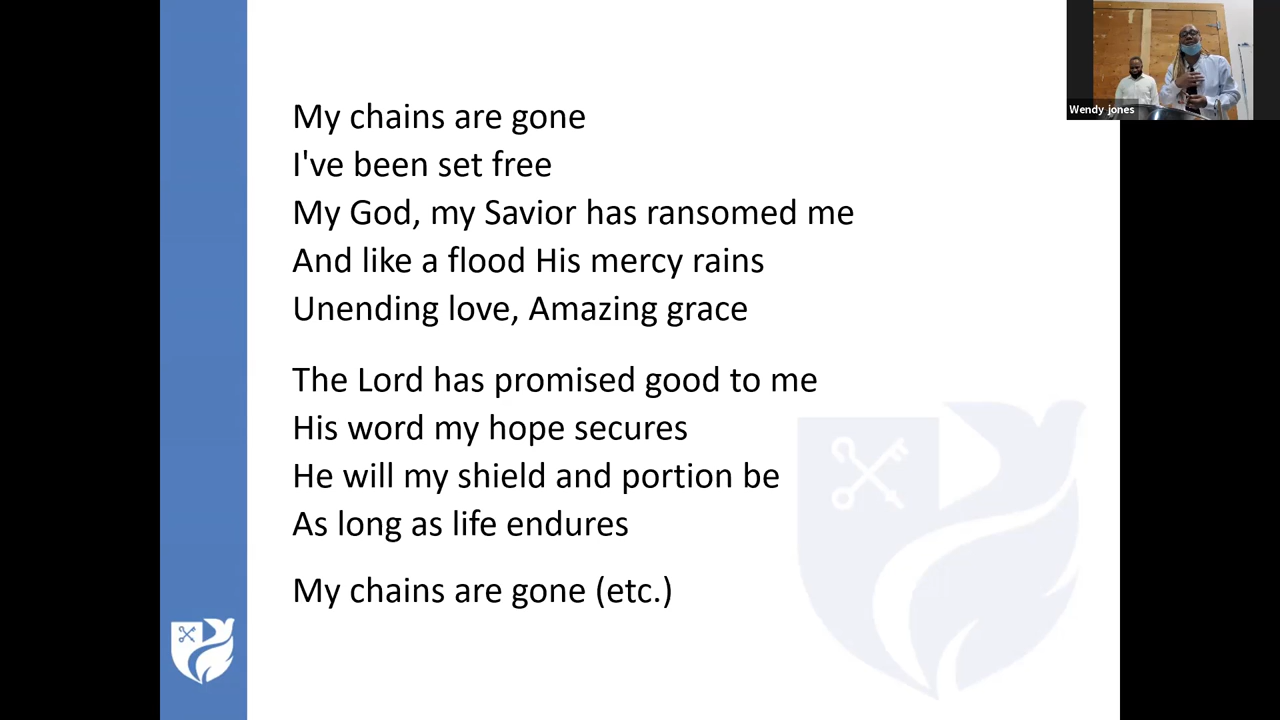 My chains are gone
I've been set free
My God, my Savior has ransomed me
And like a flood His mercy rains
Unending love, Amazing grace
The Lord has promised good to me
His word my hope secures
He will my shield and portion be
As long as life endures
My chains are gone (etc.)
Wendy jones